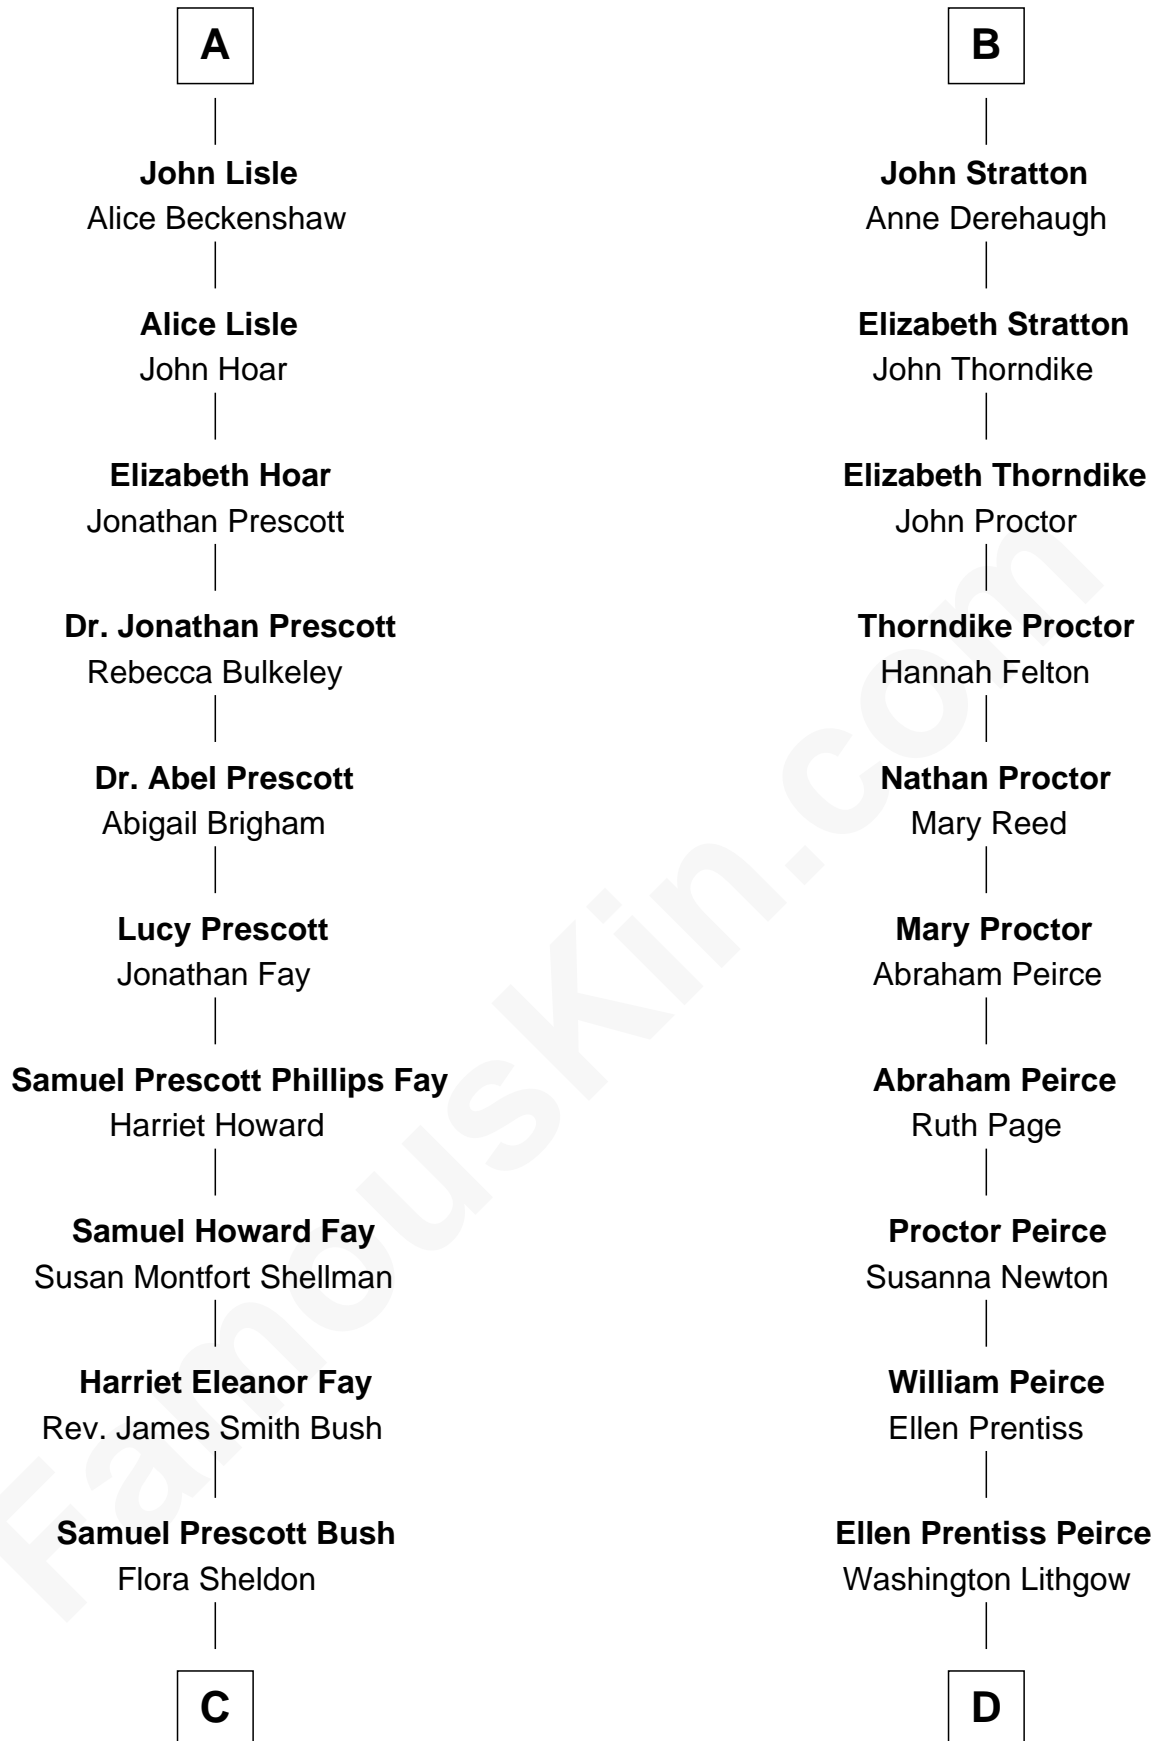 A
John Lisle
Alice Beckenshaw
Alice Lisle
John Hoar
Elizabeth Hoar
Jonathan Prescott
Dr. Jonathan Prescott
Rebecca Bulkeley
Dr. Abel Prescott
Abigail Brigham
Lucy Prescott
Jonathan Fay
Samuel Prescott Phillips Fay
Harriet Howard
Samuel Howard Fay
Susan Montfort Shellman
Harriet Eleanor Fay
Rev. James Smith Bush
Samuel Prescott Bush
Flora Sheldon
C
B
John Stratton
Anne Derehaugh
Elizabeth Stratton
John Thorndike
Elizabeth Thorndike
John Proctor
Thorndike Proctor
Hannah Felton
Nathan Proctor
Mary Reed
Mary Proctor
Abraham Peirce
Abraham Peirce
Ruth Page
Proctor Peirce
Susanna Newton
William Peirce
Ellen Prentiss
Ellen Prentiss Peirce
Washington Lithgow
D
FamousKin.com